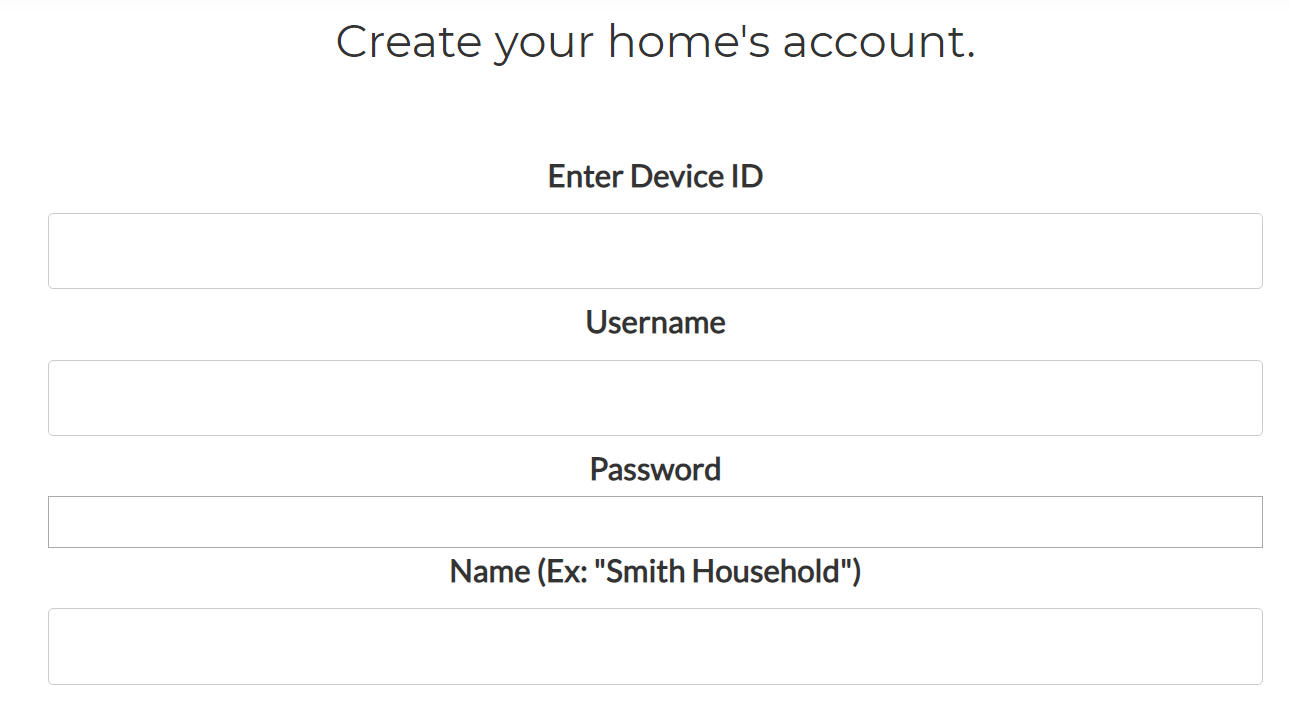 Create your home's account.
Enter Device ID
Username
Password
Name (Ex: "Smith Household")